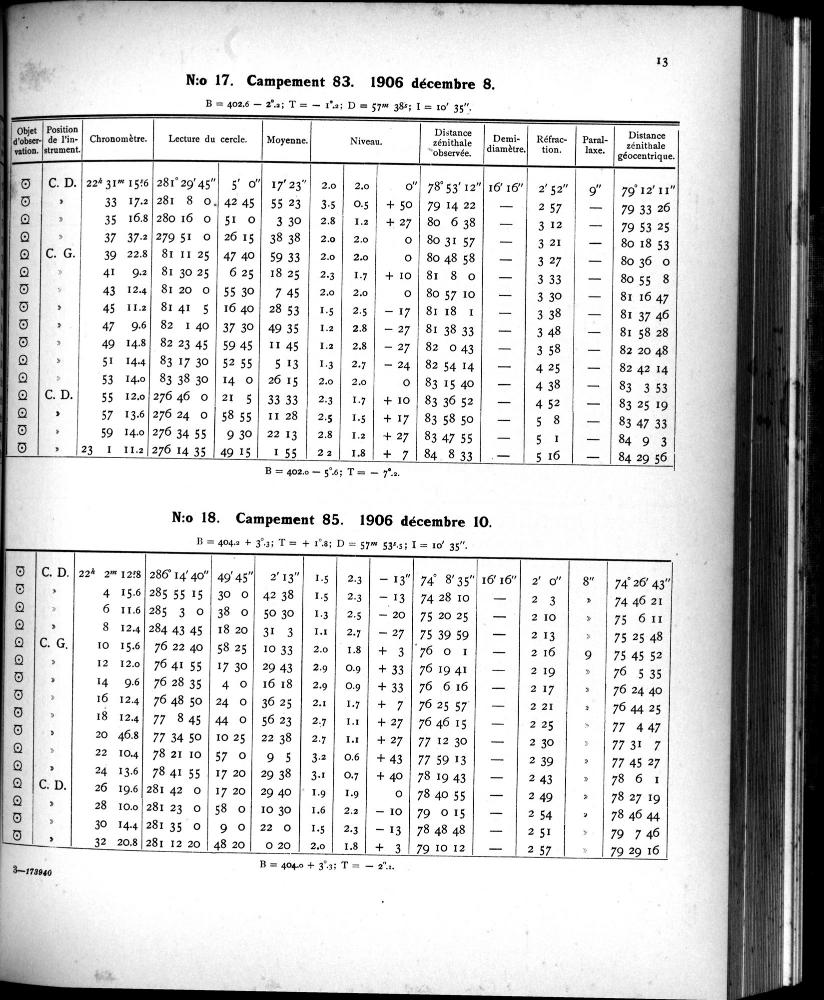 13
N:o 17. Campement 83. 1906 décembre 8.
B = 402.6 — 2°.2; T = — 1°.2; D = 57m 38s; I = 10' 35".
Objet d'observation. Position de l'instrument. Chronomètre. Lecture du cercle. Moyenne. Niveau. Distance zénithale observée. Demi-diamètre. Réfraction. Parallaxe. Distance zénithale géocentrique.
C. D. 22h 31m 15s.6 281° 29' 45" 5' 0" 17' 23" 2.0 2.0 0" 78° 53' 12" 16' 16" 2' 52" 9" 79° 12' 11"
» 33 17.2 281 8 0 42 45 55 23 3.5 0.5 + 50 79 14 22 — 2 57 — 79 33 26
» 35 16.8 280 16 0 51 0 3 30 2.8 1.2 + 27 80 6 38 — 3 12 — 79 53 25
» 37 37.2 279 51 0 26 15 38 38 2.0 2.0 0 80 31 57 — 3 21 — 80 18 53
C. G. 39 22.8 81 11 25 47 40 59 33 2.0 2.0 0 80 48 58 — 3 27 — 80 36 0
» 41 9.2 81 30 25 6 25 18 25 2.3 1.7 + 10 81 8 0 — 3 33 — 80 55 8
» 43 12.4 81 20 0 55 30 7 45 2.0 2.0 0 80 57 10 — 3 30 — 81 16 47
» 45 11.2 81 41 5 16 40 28 53 1.5 2.5 — 17 81 18 1 — 3 38 — 81 37 46
» 47 9.6 82 1 40 37 30 49 35 1.2 2.8 — 27 81 38 33 — 3 48 — 81 58 28
» 49 14.8 82 23 45 59 45 11 45 1.2 2.8 — 27 82 0 43 — 3 58 — 82 20 48
» 51 14.4 83 17 30 52 55 5 13 1.3 2.7 — 24 82 54 14 — 4 25 — 82 42 14
» 53 14.0 83 38 30 14 0 26 15 2.0 2.0 0 83 15 40 — 4 38 — 83 3 53
C. D. 55 12.0 276 46 0 21 5 33 33 2.3 1.7 + 10 83 36 52 — 4 52 — 83 25 19
» 57 13.6 276 24 0 58 55 11 28 2.5 1.5 + 17 83 58 50 — 5 8 — 83 47 33
» 59 14.0 276 34 55 9 30 22 13 2.8 1.2 + 27 83 47 55 — 5 1 — 84 9 3
» 23 1 11.2 276 14 35 49 15 1 55 2 2 1.8 + 7 84 8 33 — 5 16 — 84 29 56
B = 402.0 — 5°.6; T = — 7°.2.
N:o 18. Campement 85. 1906 décembre 10.
B = 404.2 + 3°.3; T = + 1°.8; D = 57m 53s.5; I = 10' 35".
C. D. 22h 2m 12s.8 286° 14' 40" 49' 45" 2' 13" 1.5 2.3 — 13" 74° 8' 35" 16' 16" 2' 0" 8" 74° 26' 43"
» 4 15.6 285 55 15 30 0 42 38 1.5 2.3 — 13 74 28 10 — 2 3 » 74 46 21
» 6 11.6 285 3 0 38 0 50 30 1.3 2.5 — 20 75 20 25 — 2 10 » 75 6 11
» 8 12.4 284 43 45 18 20 31 3 1.1 2.7 — 27 75 39 59 — 2 13 » 75 25 48
C. G. 10 15.6 76 22 40 58 25 10 33 2.0 1.8 + 3 76 0 1 — 2 16 9 75 45 52
» 12 12.0 76 41 55 17 30 29 43 2.9 0.9 + 33 76 19 41 — 2 19 » 76 5 35
» 14 9.6 76 28 35 4 0 16 18 2.9 0.9 + 33 76 6 16 — 2 17 » 76 24 40
» 16 12.4 76 48 50 24 0 36 25 2.1 1.7 + 7 76 25 57 — 2 21 » 76 44 25
» 18 12.4 77 8 45 44 0 56 23 2.7 1.1 + 27 76 46 15 — 2 25 » 77 4 47
» 20 46.8 77 34 50 10 25 22 38 2.7 1.1 + 27 77 12 30 — 2 30 » 77 31 7
» 22 10.4 78 21 10 57 0 9 5 3.2 0.6 + 43 77 59 13 — 2 39 » 77 45 27
» 24 13.6 78 41 55 17 20 29 38 3.1 0.7 + 40 78 19 43 — 2 43 » 78 6 1
C. D. 26 19.6 281 42 0 17 20 29 40 1.9 1.9 0 78 40 55 — 2 49 » 78 27 19
» 28 10.0 281 23 0 58 0 10 30 1.6 2.2 — 10 79 0 15 — 2 54 » 78 46 44
» 30 14.4 281 35 0 9 0 22 0 1.5 2.3 — 13 78 48 48 — 2 51 » 79 7 46
» 32 20.8 281 12 20 48 20 0 20 2.0 1.8 + 3 79 10 12 — 2 57 » 79 29 16
B = 404.0 + 3°.3; T = — 2°.1.
3—173940